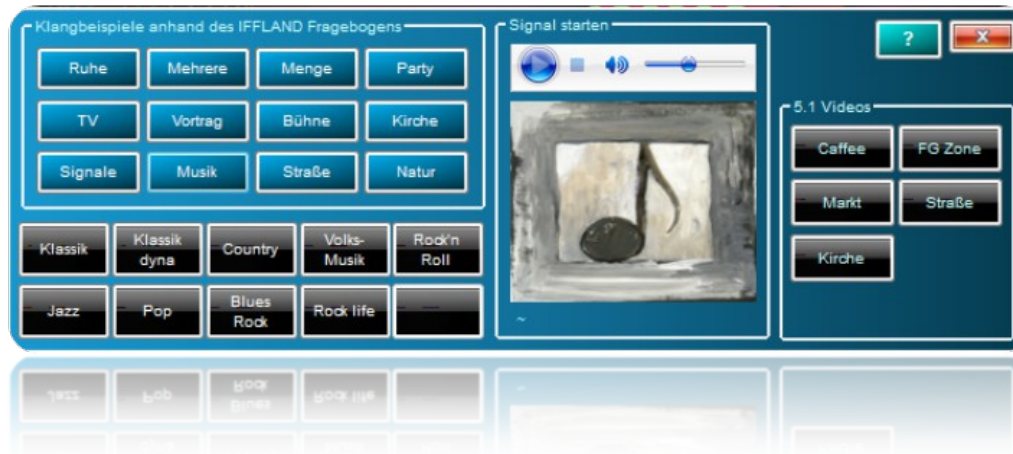 Klangbeispiele anhand des IFFLAND Fragebogens
Ruhe
Mehrere
Menge
Party
TV
Vortrag
Bühne
Kirche
Signale
Musik
Straße
Natur
Klassik
Klassik
dyna
Country
Volks-
Musik
Rock'n
Roll
Jazz
Pop
Blues
Rock
Rock life
Signal starten
~
?
X
5.1 Videos
Caffee
FG Zone
Markt
Straße
Kirche